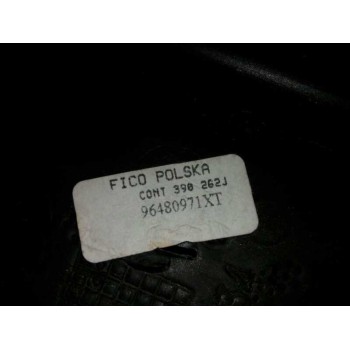 FICO POLSKA
CONT 390 262J
96480971XT